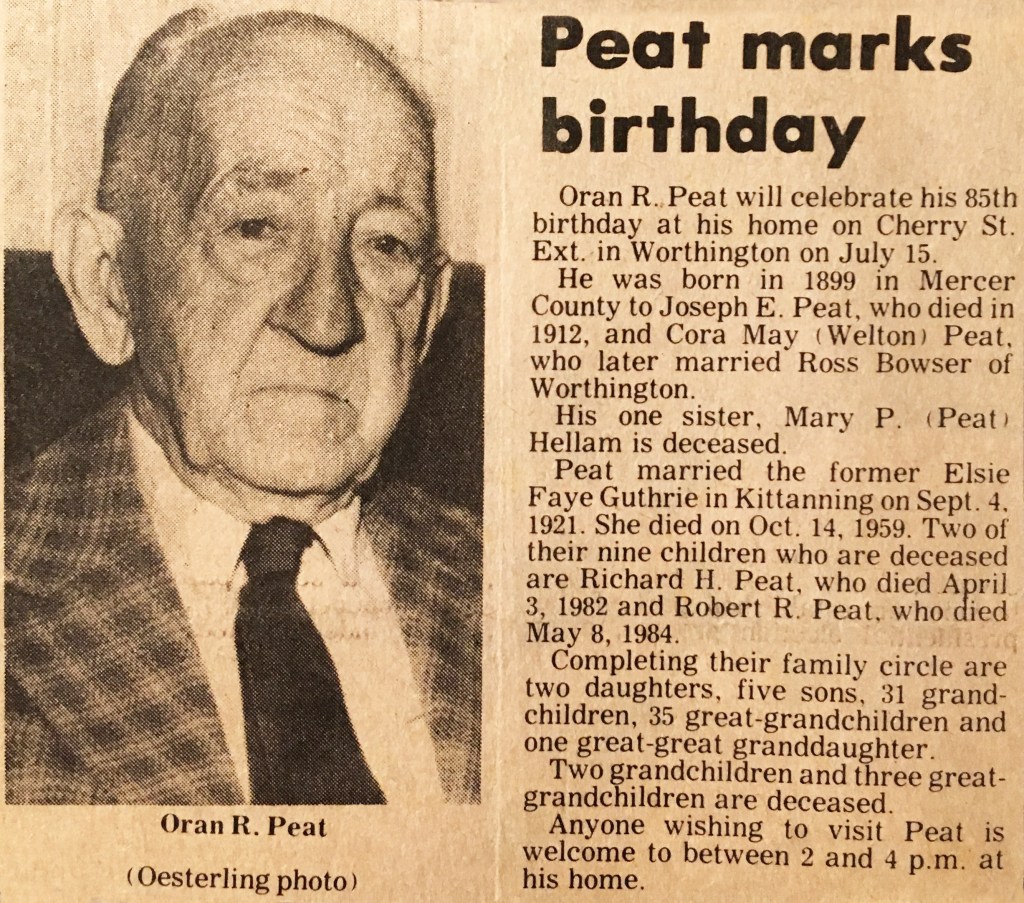 Peat marks
birthday
Oran R. Peat will celebrate his 85th
birthday at his home on Cherry St.
Ext. in Worthington on July 15.
He was born in 1899 in Mercer
County to Joseph E. Peat, who died in
1912, and Cora May (Welton) Peat,
who later married Ross Bowser of
Worthington.
His one sister, Mary P. (Peat)
Hellam is deceased.
Peat married the former Elsie
Faye Guthrie in Kittanning on Sept. 4,
1921. She died on Oct. 14, 1959. Two of
their nine children who are deceased
are Richard H. Peat, who died April
3, 1982 and Robert R. Peat, who died
May 8, 1984.
Completing their family circle are
two daughters, five sons, 31 grand-
children, 35 great-grandchildren and
one great-great granddaughter.
Two grandchildren and three great-
grandchildren are deceased.
Anyone wishing to visit Peat is
welcome to between 2 and 4 p.m. at
his home.
Oran R. Peat
(Oesterling photo)